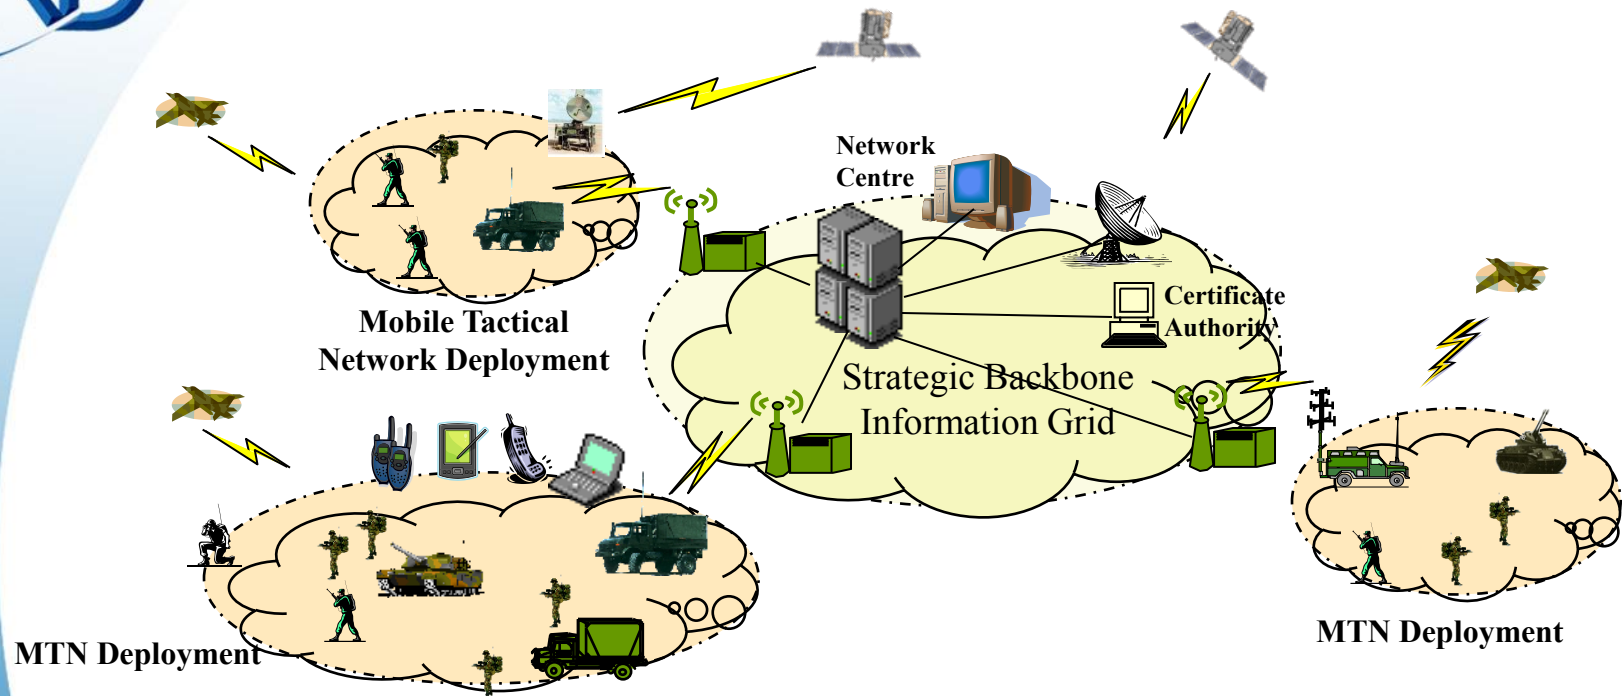 Network
Centre
Certificate
Authority
Mobile Tactical
Network Deployment
Strategic Backbone
Information Grid
MTN Deployment
MTN Deployment